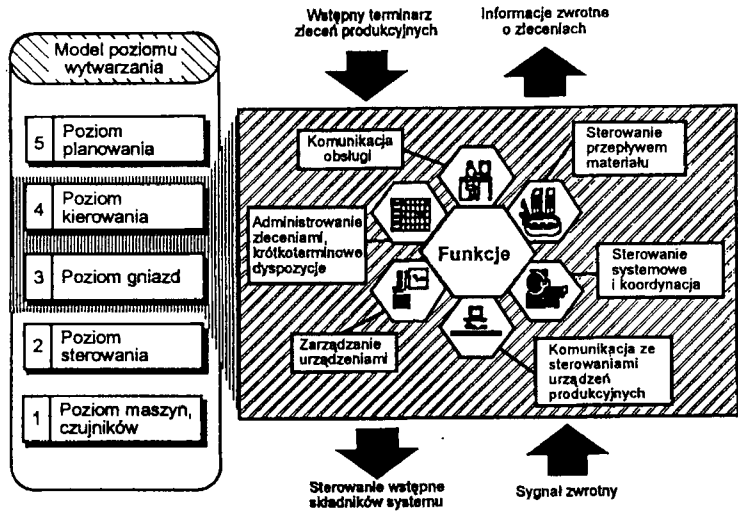 Wstępny terminarz
zleceń produkcyjnych
Informacje zwrotne
o zleceniach
Model poziomu
wytwarzania
5 Poziom
planowania
4 Poziom
kierowania
3 Poziom gniazd
2 Poziom
sterowania
1 Poziom maszyn,
czujników
Komunikacja
obsługi
Sterowanie
przepływem
materiału
Administrowanie
zleceniami,
krótkoterminowe
dyspozycje
Funkcje
Sterowanie
systemowe
i koordynacja
Zarządzanie
urządzeniami
Komunikacja ze
sterowaniami
urządzeń
produkcyjnych
Sterowanie wstępne
składników systemu
Sygnał zwrotny